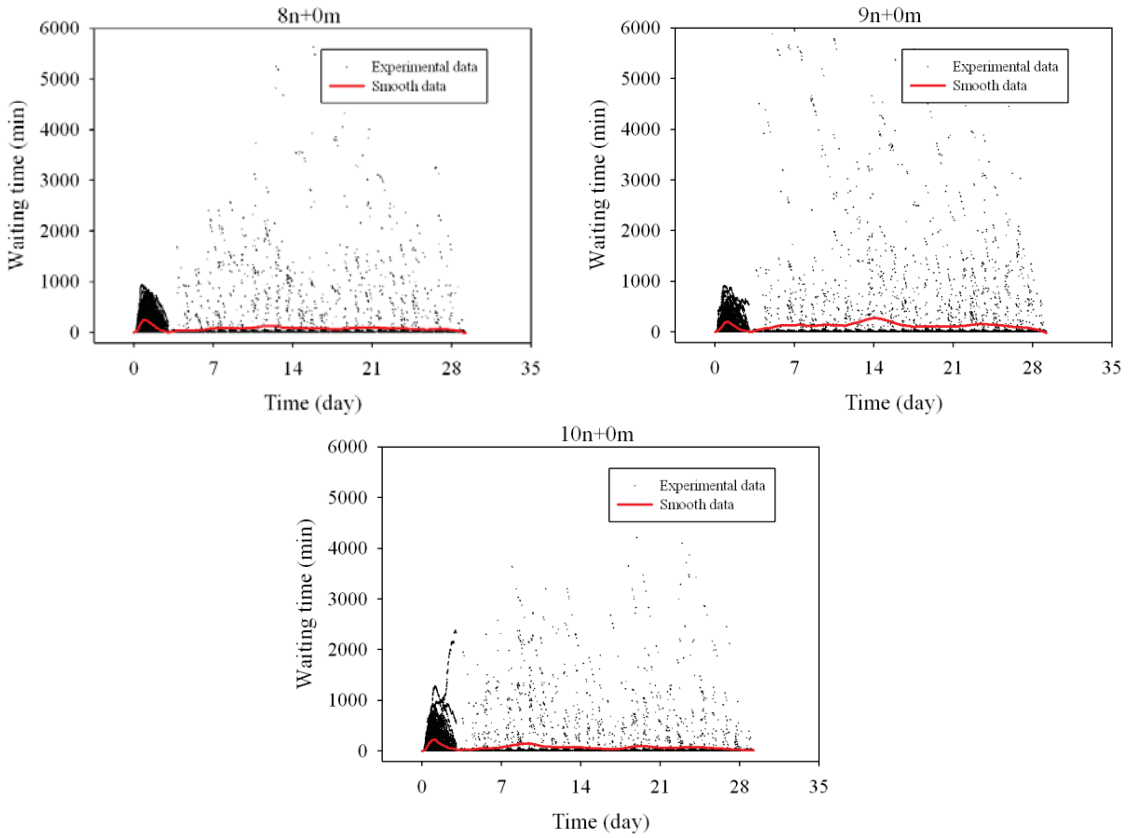 8n+0m
6000
5000
4000
3000
2000
1000
0
Waiting time (min)
Experimental data
Smooth data
0 7 14 21 28 35
Time (day)
9n+0m
6000
5000
4000
3000
2000
1000
0
Waiting time (min)
Experimental data
Smooth data
0 7 14 21 28 35
Time (day)
10n+0m
6000
5000
4000
3000
2000
1000
0
Waiting time (min)
Experimental data
Smooth data
0 7 14 21 28 35
Time (day)